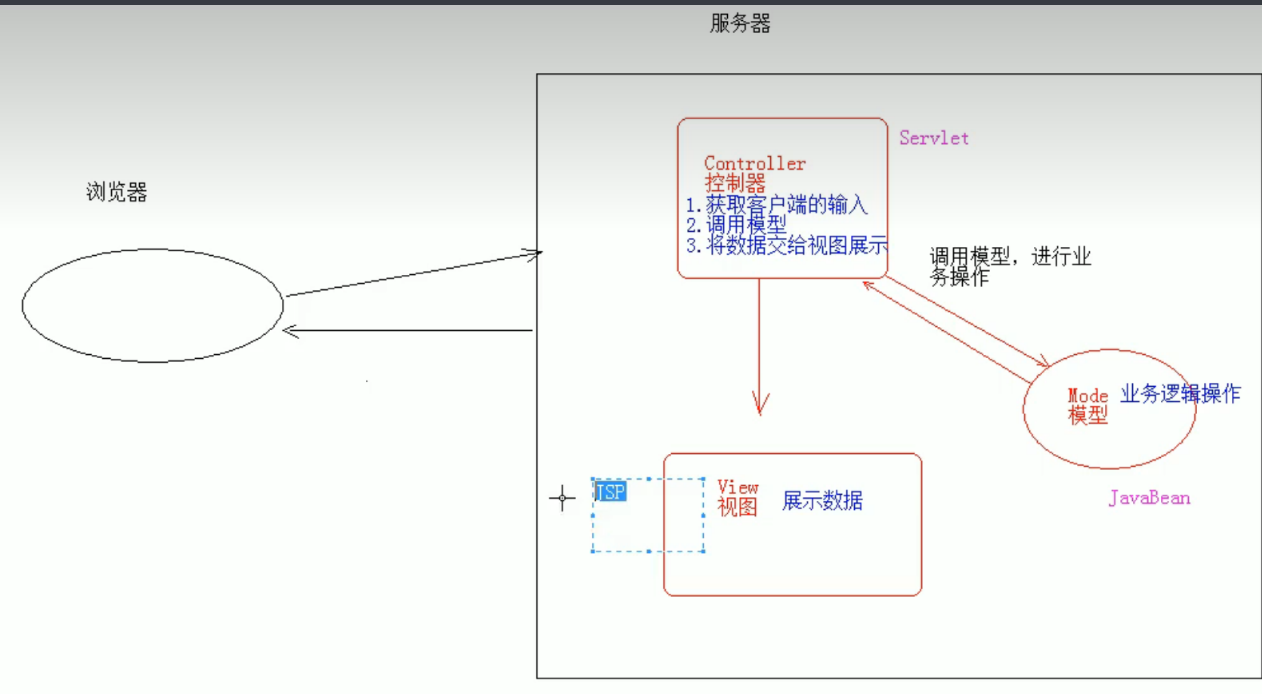 服务器
浏览器
Controller
控制器
1.获取客户端的输入
2.调用模型
3.将数据交给视图展示
Servlet
调用模型，进行业
务操作
Mode
模型
业务逻辑操作
JavaBean
JSP
View
视图
展示数据